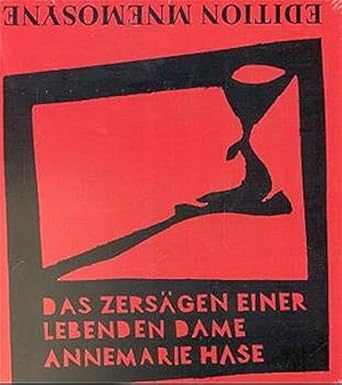 EDITION MNEMOSYNE
DAS ZERSÄGEN EINER
LEBENDEN DAME
ANNEMARIE HASE